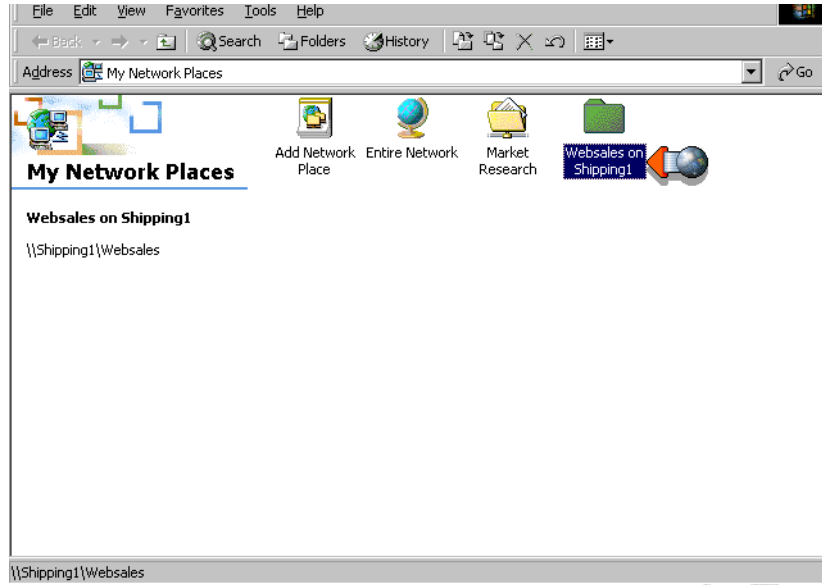 File Edit View Favorites Tools Help
Back Search Folders History
Address My Network Places Go
Add Network Place
Entire Network
Market Research
Websales on Shipping1
My Network Places
Websales on Shipping1
\\Shipping1\Websales
\\Shipping1\Websales